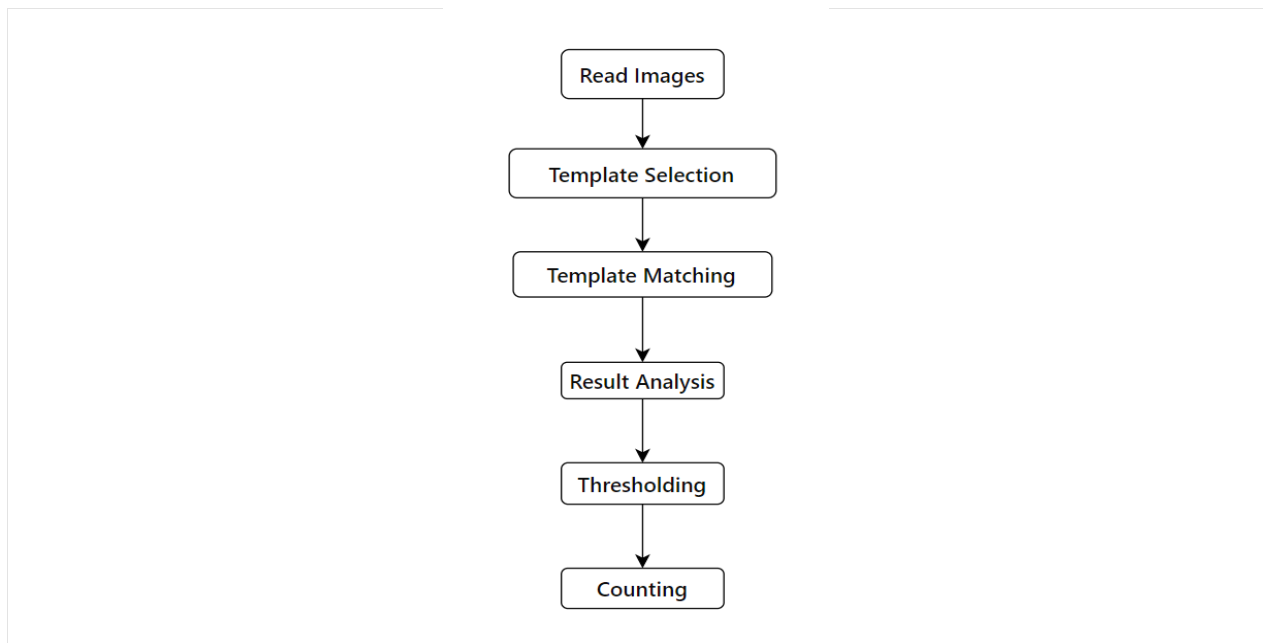 Read Images
Template Selection
Template Matching
Result Analysis
Thresholding
Counting